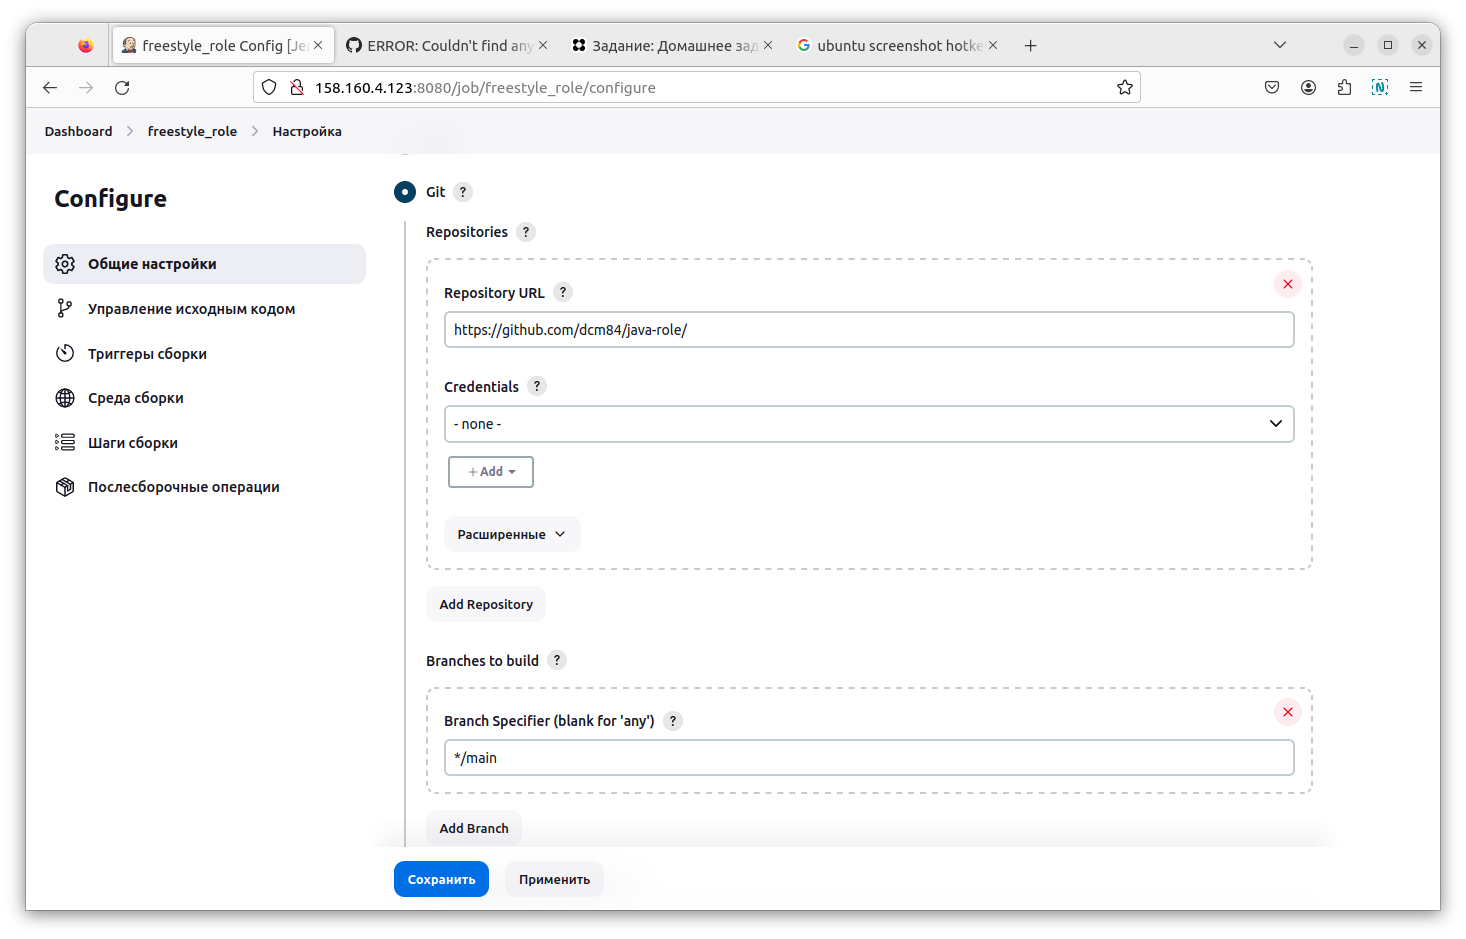 freestyle_role Config [Je
ERROR: Couldn't find any
Задание: Домашнее зад
ubuntu screenshot hotke
158.160.4.123:8080/job/freestyle_role/configure
Dashboard
freestyle_role
Настройка
Configure
Общие настройки
Управление исходным кодом
Триггеры сборки
Среда сборки
Шаги сборки
Послесборочные операции
Git ?
Repositories ?
Repository URL ?
https://github.com/dcm84/java-role/
Credentials ?
- none -
+ Add
Расширенные
Add Repository
Branches to build ?
Branch Specifier (blank for 'any') ?
*/main
Add Branch
Сохранить
Применить